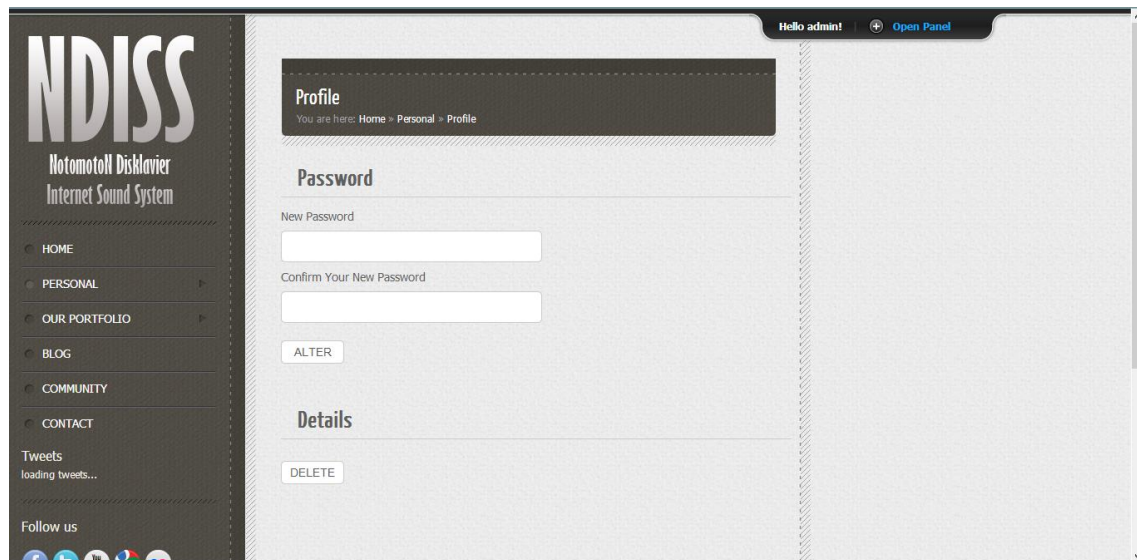 NDISS
NotomotoN Disklavier
Internet Sound System
HOME
PERSONAL
OUR PORTFOLIO
BLOG
COMMUNITY
CONTACT
Tweets
loading tweets...
Follow us
Hello admin! Open Panel
Profile
You are here: Home » Personal » Profile
Password
New Password
Confirm Your New Password
ALTER
Details
DELETE